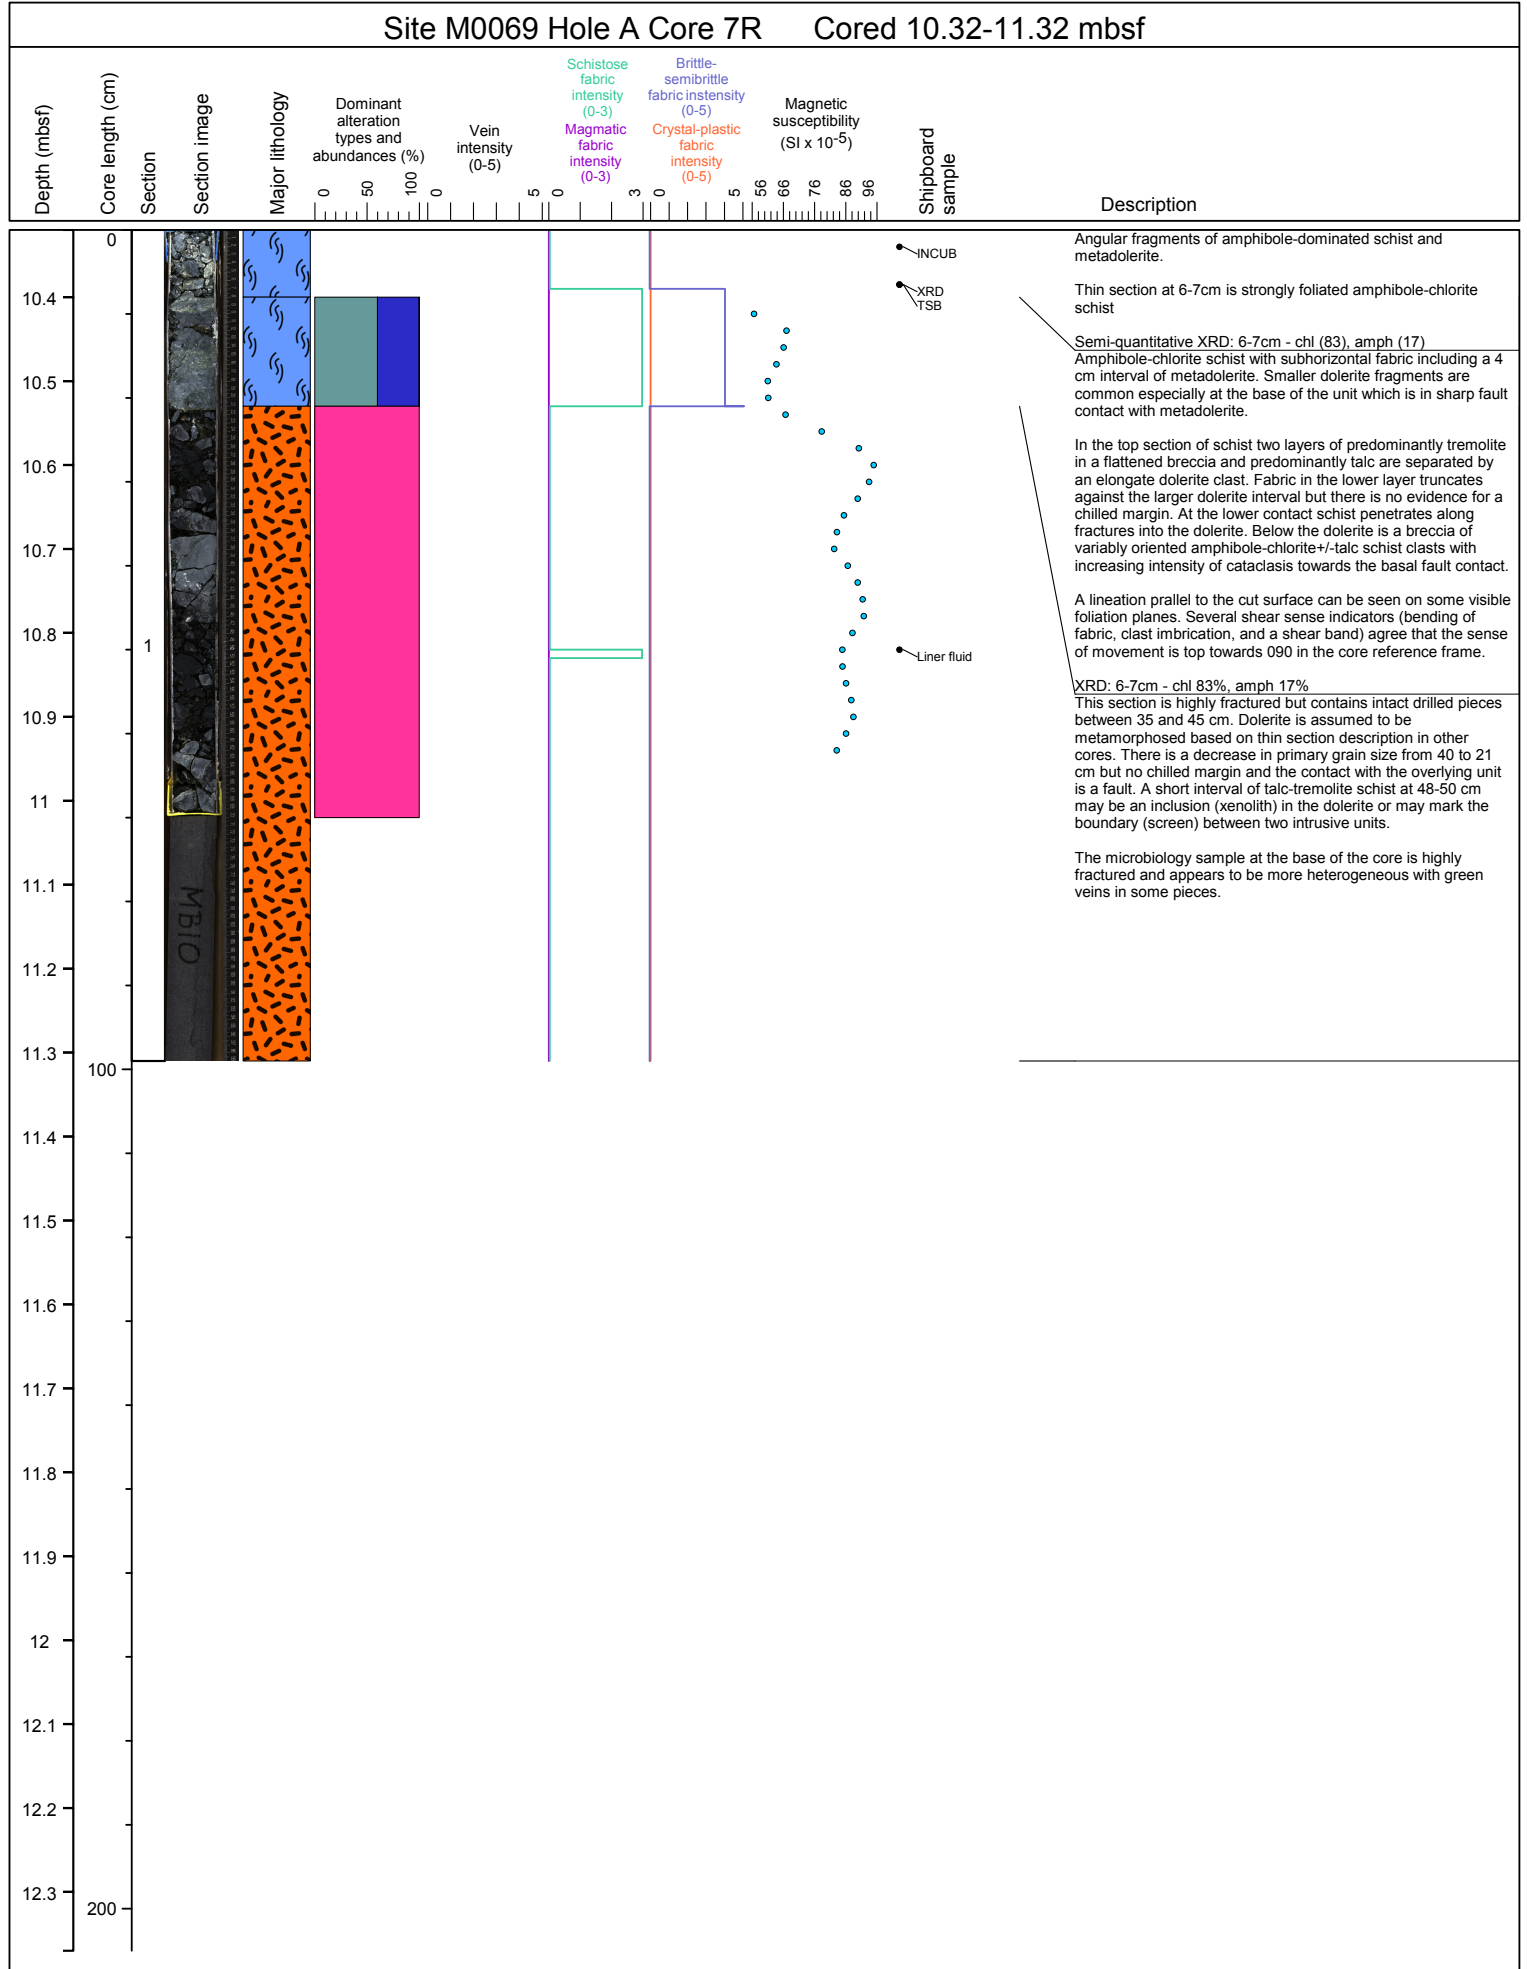 Site M0069 Hole A Core 7R Cored 10.32-11.32 mbsf
Depth (mbsf)
Core length (cm)
Section
Section image
Major lithology
Dominant
alteration
types and
abundances (%)
0 50 100
Vein
intensity
(0-5)
0 5
Schistose
fabric
intensity
(0-3)
Magmatic
fabric
intensity
(0-3)
0 3
Brittle-
semibrittle
fabric instensity
(0-5)
Crystal-plastic
fabric
intensity
(0-5)
0 5
Magnetic
susceptibility
(SI x 10-5)
56 66 76 86 96
Shipboard
sample
Description
10.4
10.5
10.6
10.7
10.8
10.9
11
11.1
11.2
11.3
11.4
11.5
11.6
11.7
11.8
11.9
12
12.1
12.2
12.3
0
100
200
1
MBIO
INCUB
XRD
TSB
Liner fluid
Angular fragments of amphibole-dominated schist and
metadolerite.
Thin section at 6-7cm is strongly foliated amphibole-chlorite
schist
Semi-quantitative XRD: 6-7cm - chl (83), amph (17)
Amphibole-chlorite schist with subhorizontal fabric including a 4
cm interval of metadolerite. Smaller dolerite fragments are
common especially at the base of the unit which is in sharp fault
contact with metadolerite.
In the top section of schist two layers of predominantly tremolite
in a flattened breccia and predominantly talc are separated by
an elongate dolerite clast. Fabric in the lower layer truncates
against the larger dolerite interval but there is no evidence for a
chilled margin. At the lower contact schist penetrates along
fractures into the dolerite. Below the dolerite is a breccia of
variably oriented amphibole-chlorite+/-talc schist clasts with
increasing intensity of cataclasis towards the basal fault contact.
A lineation prallel to the cut surface can be seen on some visible
foliation planes. Several shear sense indicators (bending of
fabric, clast imbrication, and a shear band) agree that the sense
of movement is top towards 090 in the core reference frame.
XRD: 6-7cm - chl 83%, amph 17%
This section is highly fractured but contains intact drilled pieces
between 35 and 45 cm. Dolerite is assumed to be
metamorphosed based on thin section description in other
cores. There is a decrease in primary grain size from 40 to 21
cm but no chilled margin and the contact with the overlying unit
is a fault. A short interval of talc-tremolite schist at 48-50 cm
may be an inclusion (xenolith) in the dolerite or may mark the
boundary (screen) between two intrusive units.
The microbiology sample at the base of the core is highly
fractured and appears to be more heterogeneous with green
veins in some pieces.